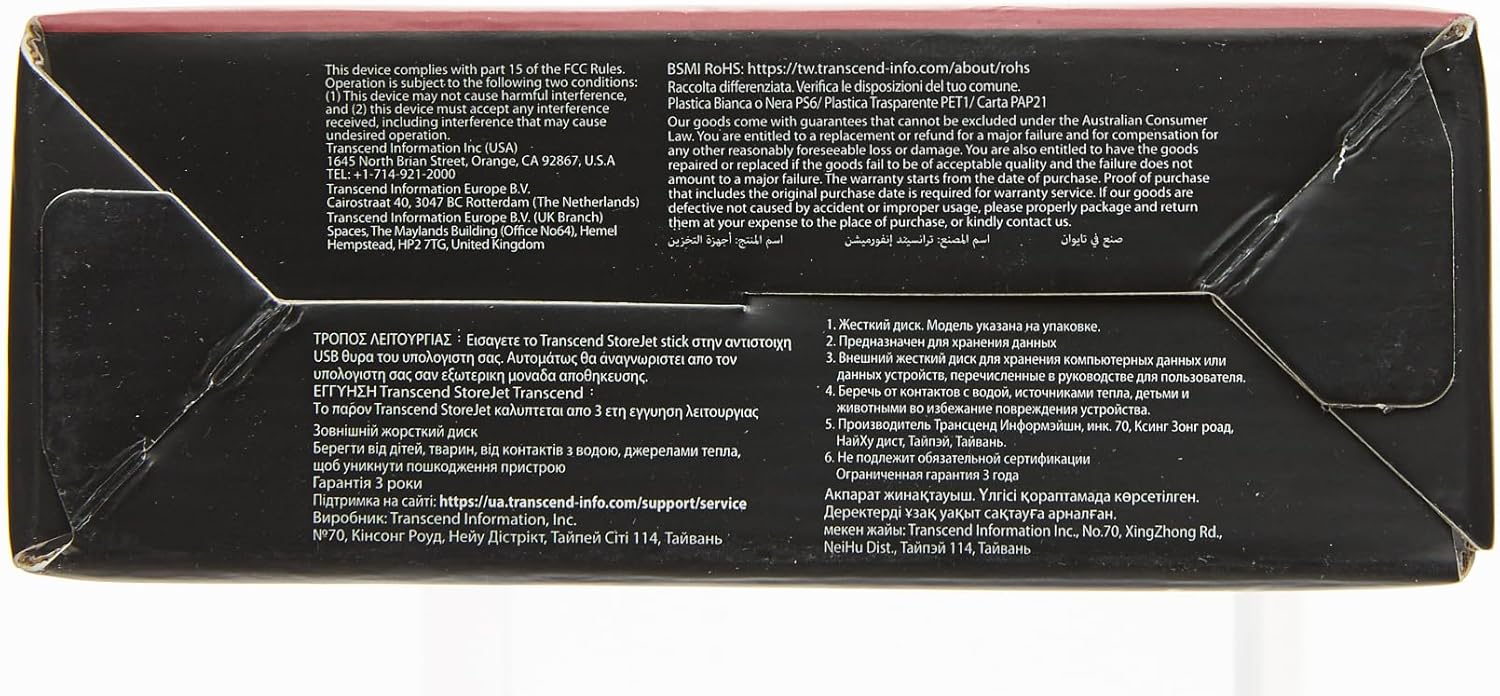 This device complies with part 15 of the FCC Rules.
Operation is subject to the following two conditions:
(1) This device may not cause harmful interference,
and (2) this device must accept any interference
received, including interference that may cause
undesired operation.
Transcend Information Inc (USA)
1645 North Brian Street, Orange, CA 92867, U.S.A
TEL: +1-714-921-2000
Transcend Information Europe B.V.
Cairostraat 40, 3047 BC Rotterdam (The Netherlands)
Transcend Information Europe B.V. (UK Branch)
Spaces, The Maylands Building (Office No64), Hemel
Hempstead, HP2 7TG, United Kingdom
BSMI RoHS: https://tw.transcend-info.com/about/rohs
Raccolta differenziata. Verifica le disposizioni del tuo comune.
Plastica Bianca o Nera PS6/ Plastica Trasparente PET1/ Carta PAP21
Our goods come with guarantees that cannot be excluded under the Australian Consumer
Law. You are entitled to a replacement or refund for a major failure and for compensation for
any other reasonably foreseeable loss or damage. You are also entitled to have the goods
repaired or replaced if the goods fail to be of acceptable quality and the failure does not
amount to a major failure. The warranty starts from the date of purchase. Proof of purchase
that includes the original purchase date is required for warranty service. If our goods are
defective not caused by accident or improper usage, please properly package and return
them at your expense to the place of purchase, or kindly contact us.
صنع في تايوان اسم المصنع: ترانسيند إنفورميشن اسم المنتج: أجهزة التخزين
ΤΡΟΠΟΣ ΛΕΙΤΟΥΡΓΙΑΣ : Εισαγετε το Transcend StoreJet stick στην αντιστοιχη
USB θυρα του υπολογιστη σας. Αυτομάτως θα άναγνωριστει απο τον
υπολογιστη σας σαν εξωτερικη μοναδα αποθηκευσης.
ΕΓΓΥΗΣΗ Transcend StoreJet Transcend :
Το παρον Transcend StoreJet καλύπτεται απο 3 ετη εγγυηση λειτουργιας
Зовнішній жорсткий диск
Берегти від дітей, тварин, від контактів з водою, джерелами тепла,
щоб уникнути пошкодження пристрою
Гарантія 3 роки
Підтримка на сайті: https://ua.transcend-info.com/support/service
Виробник: Transcend Information, Inc.
№70, Кінсонг Роуд, Нейу Дістрікт, Тайпей Сіті 114, Тайвань
1. Жесткий диск. Модель указана на упаковке.
2. Предназначен для хранения данных
3. Внешний жесткий диск для хранения компьютерных данных или
данных устройств, перечисленные в руководстве для пользователя.
4. Беречь от контактов с водой, источниками тепла, детьми и
животными во избежание повреждения устройства.
5. Производитель Трансценд Информэйшн, инк. 70, Ксинг Зонг роад,
НайХу дист, Тайпэй, Тайвань.
6. Не подлежит обязательной сертификации
Ограниченная гарантия 3 года
Акпарат жинақтауыш. Үлгісі қораптамада көрсетілген.
Деректерді ұзақ уақыт сақтауға арналған.
мекен жайы: Transcend Information Inc., No.70, XingZhong Rd.,
NeiHu Dist., Тайпэй 114, Тайвань